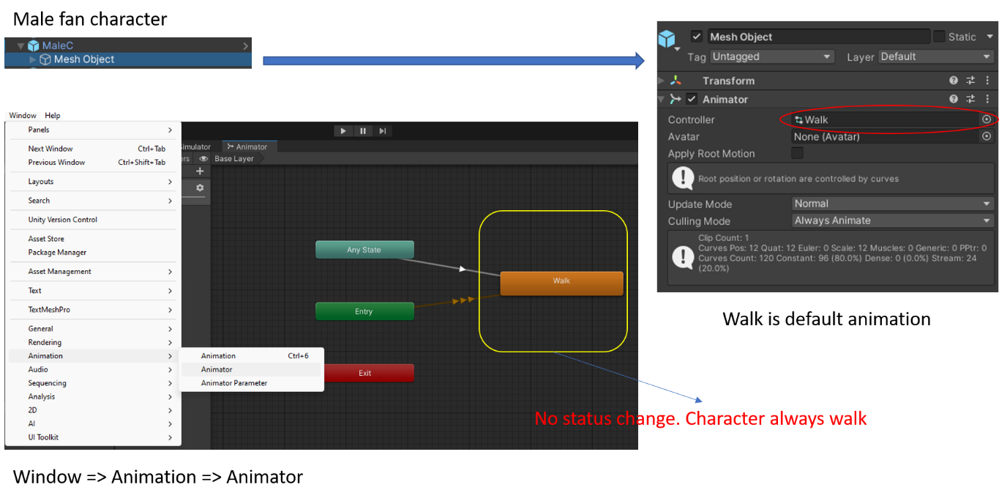 Male fan character
MaleC
Mesh Object
Mesh Object
Static
Tag Untagged Layer Default
Transform
Animator
Controller Walk
Avatar None (Avatar)
Apply Root Motion
Root position or rotation are controlled by curves
Update Mode Normal
Culling Mode Always Animate
Clip Count: 1
Curves Pos: 12 Quat: 12 Euler: 0 Scale: 12 Muscles: 0 Generic: 0 PPtr: 0
Curves Count: 120 Constant: 96 (80.0%) Dense: 0 (0.0%) Stream: 24
(20.0%)
Walk is default animation
Window Help
Panels
Next Window Ctrl+Tab
Previous Window Ctrl+Shift+Tab
Layouts
Search
Unity Version Control
Asset Store
Package Manager
Asset Management
Text
TextMeshPro
General
Rendering
Animation
Audio
Sequencing
Analysis
2D
AI
UI Toolkit
Animation Ctrl+6
Animator
Animator Parameter
imulator Animator
ers Base Layer
Any State
Walk
Entry
Exit
No status change. Character always walk
Window => Animation => Animator